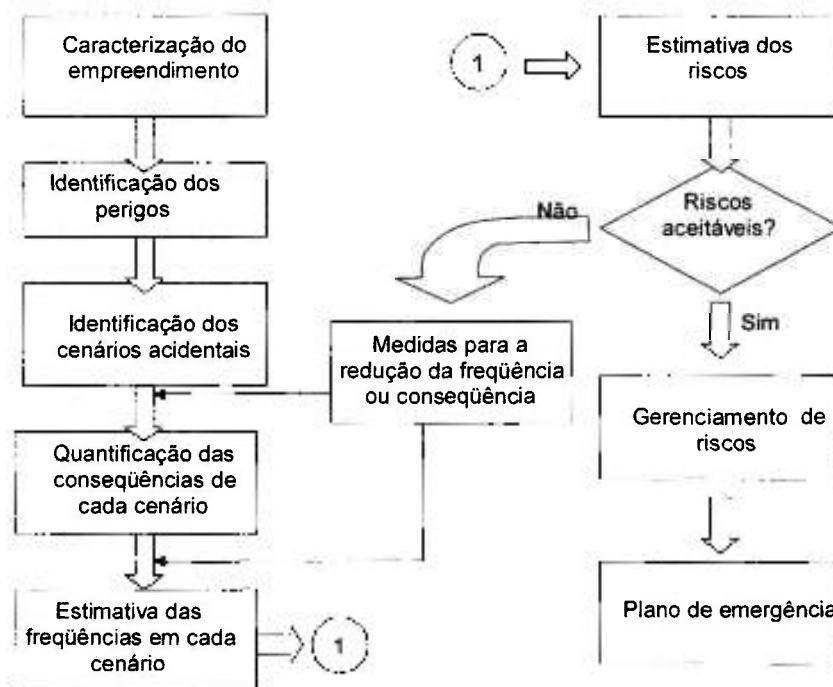 Caracterização do
empreendimento
Identificação dos
perigos
Identificação dos
cenários acidentais
Quantificação das
conseqüências de
cada cenário
Estimativa das
freqüências em cada
cenário
1
Medidas para a
redução da freqüência
ou conseqüência
1
Estimativa dos
riscos
Riscos
aceitáveis?
Não
Sim
Gerenciamento de
riscos
Plano de emergência